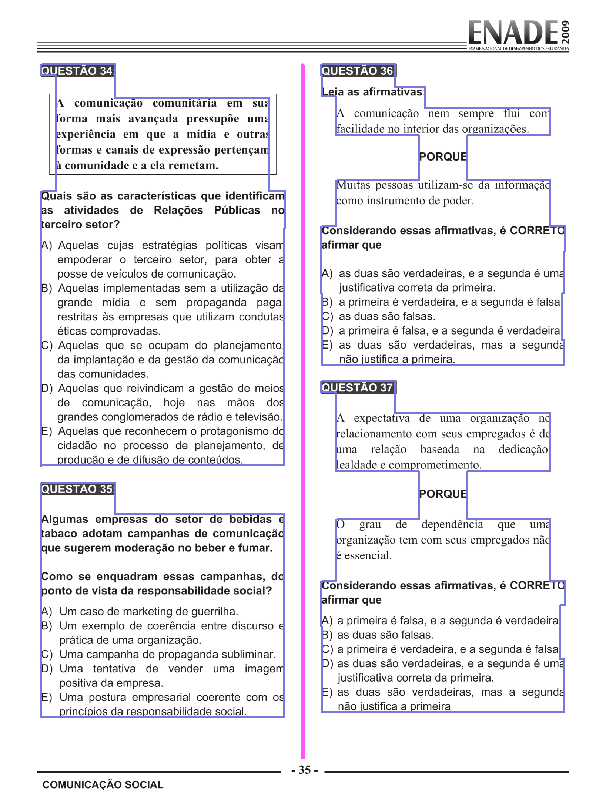 ENADE 2009
EXAME NACIONAL DE DESEMPENHO DOS ESTUDANTES
QUESTÃO 34
A comunicação comunitária em sua
forma mais avançada pressupõe uma
experiência em que a mídia e outras
formas e canais de expressão pertençam
à comunidade e a ela remetam.
Quais são as características que identificam
as atividades de Relações Públicas no
terceiro setor?
A) Aquelas cujas estratégias políticas visam
empoderar o terceiro setor, para obter a
posse de veículos de comunicação.
B) Aquelas implementadas sem a utilização da
grande mídia e sem propaganda paga,
restritas às empresas que utilizam condutas
éticas comprovadas.
C) Aquelas que se ocupam do planejamento,
da implantação e da gestão da comunicação
das comunidades.
D) Aquelas que reivindicam a gestão de meios
de comunicação, hoje nas mãos dos
grandes conglomerados de rádio e televisão.
E) Aquelas que reconhecem o protagonismo do
cidadão no processo de planejamento, de
produção e de difusão de conteúdos.
QUESTÃO 35
Algumas empresas do setor de bebidas e
tabaco adotam campanhas de comunicação
que sugerem moderação no beber e fumar.
Como se enquadram essas campanhas, do
ponto de vista da responsabilidade social?
A) Um caso de marketing de guerrilha.
B) Um exemplo de coerência entre discurso e
prática de uma organização.
C) Uma campanha de propaganda subliminar.
D) Uma tentativa de vender uma imagem
positiva da empresa.
E) Uma postura empresarial coerente com os
princípios da responsabilidade social.
QUESTÃO 36
Leia as afirmativas
A comunicação nem sempre flui com
facilidade no interior das organizações.
PORQUE
Muitas pessoas utilizam-se da informação
como instrumento de poder.
Considerando essas afirmativas, é CORRETO
afirmar que
A) as duas são verdadeiras, e a segunda é uma
justificativa correta da primeira.
B) a primeira é verdadeira, e a segunda é falsa.
C) as duas são falsas.
D) a primeira é falsa, e a segunda é verdadeira.
E) as duas são verdadeiras, mas a segunda
não justifica a primeira.
QUESTÃO 37
A expectativa de uma organização no
relacionamento com seus empregados é de
uma relação baseada na dedicação,
lealdade e comprometimento.
PORQUE
O grau de dependência que uma
organização tem com seus empregados não
é essencial.
Considerando essas afirmativas, é CORRETO
afirmar que
A) a primeira é falsa, e a segunda é verdadeira.
B) as duas são falsas.
C) a primeira é verdadeira, e a segunda é falsa.
D) as duas são verdadeiras, e a segunda é uma
justificativa correta da primeira.
E) as duas são verdadeiras, mas a segunda
não justifica a primeira
- 35 -
COMUNICAÇÃO SOCIAL